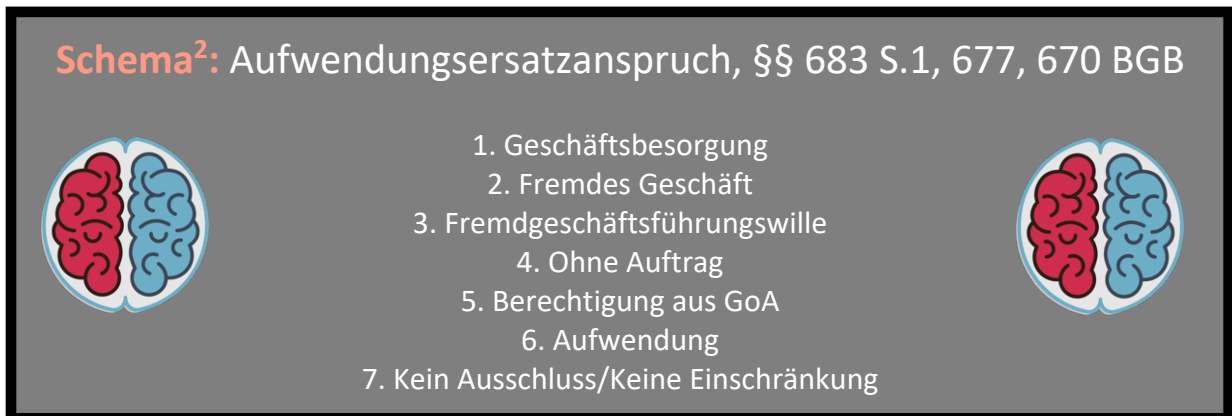 Schema²: Aufwendungsersatzanspruch, §§ 683 S.1, 677, 670 BGB
1. Geschäftsbesorgung
2. Fremdes Geschäft
3. Fremdgeschäftsführungswille
4. Ohne Auftrag
5. Berechtigung aus GoA
6. Aufwendung
7. Kein Ausschluss/Keine Einschränkung